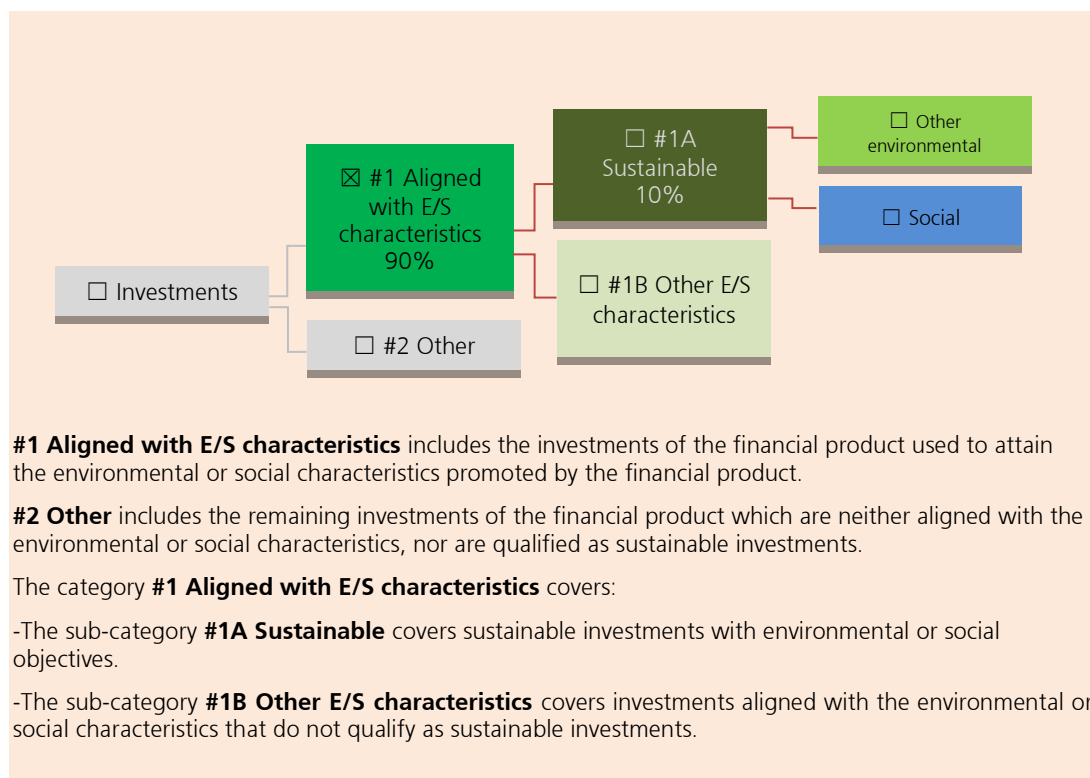 ☐ Investments
☒ #1 Aligned
with E/S
characteristics
90%
☐ #2 Other
☐ #1A
Sustainable
10%
☐ #1B Other E/S
characteristics
☐ Other
environmental
☐ Social
#1 Aligned with E/S characteristics includes the investments of the financial product used to attain
the environmental or social characteristics promoted by the financial product.
#2 Other includes the remaining investments of the financial product which are neither aligned with the
environmental or social characteristics, nor are qualified as sustainable investments.
The category #1 Aligned with E/S characteristics covers:
-The sub-category #1A Sustainable covers sustainable investments with environmental or social
objectives.
-The sub-category #1B Other E/S characteristics covers investments aligned with the environmental or
social characteristics that do not qualify as sustainable investments.